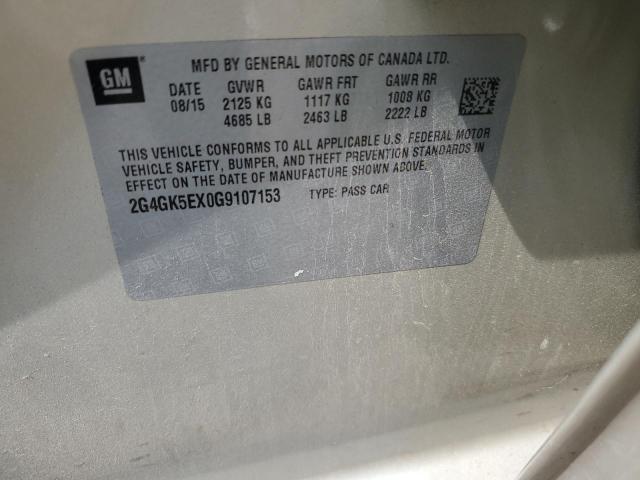 GM
MFD BY GENERAL MOTORS OF CANADA LTD.
DATE GVWR GAWR FRT GAWR RR
08/15 2125 KG 1117 KG 1008 KG
4685 LB 2463 LB 2222 LB
THIS VEHICLE CONFORMS TO ALL APPLICABLE U.S. FEDERAL MOTOR
VEHICLE SAFETY, BUMPER, AND THEFT PREVENTION STANDARDS IN
EFFECT ON THE DATE OF MANUFACTURE SHOWN ABOVE.
2G4GK5EX0G9107153 TYPE: PASS CAR